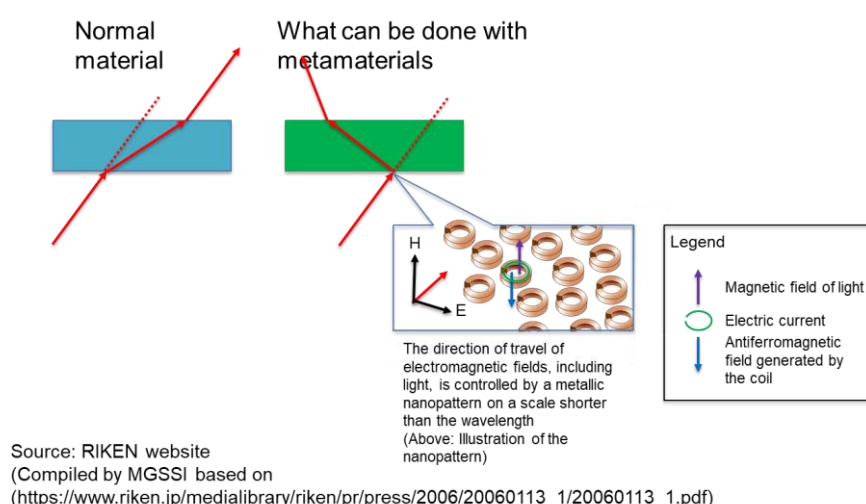 Normal
material
What can be done with
metamaterials
H
E
Legend
Magnetic field of light
Electric current
Antiferromagnetic
field generated by
the coil
The direction of travel of
electromagnetic fields, including
light, is controlled by a metallic
nanopattern on a scale shorter
than the wavelength
(Above: Illustration of the
nanopattern)
Source: RIKEN website
(Compiled by MGSSI based on
(https://www.riken.jp/medialibrary/riken/pr/press/2006/20060113_1/20060113_1.pdf)